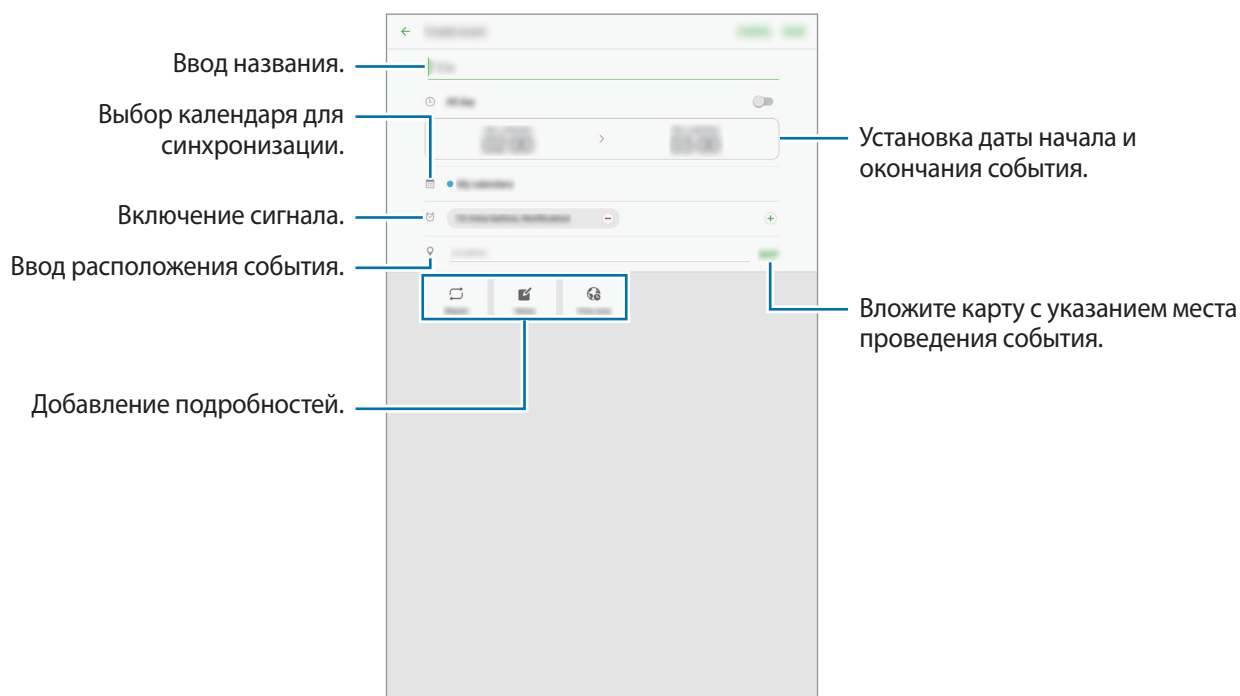 Ввод названия.
Выбор календаря для
синхронизации.
Включение сигнала.
Ввод расположения события.
Добавление подробностей.
Установка даты начала и
окончания события.
Вложите карту с указанием места
проведения события.